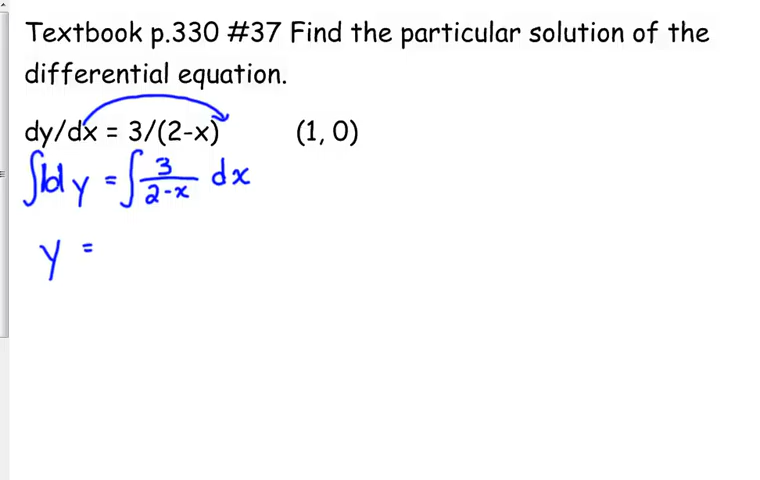 Textbook p.330 #37 Find the particular solution of the
differential equation.
dy/dx = 3/(2-x) (1, 0)
∫1dy = ∫ 3/(2-x) dx
y =